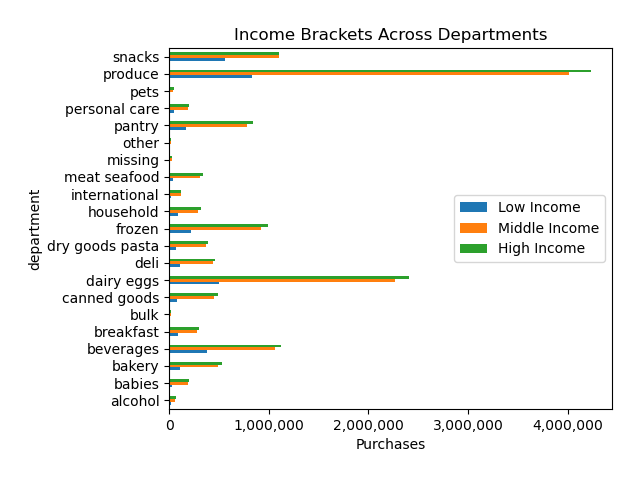 Income Brackets Across Departments
snacks
produce
pets
personal care
pantry
other
missing
meat seafood
international
household
frozen
dry goods pasta
deli
dairy eggs
canned goods
bulk
breakfast
beverages
bakery
babies
alcohol
department
Low Income
Middle Income
High Income
0
1,000,000
2,000,000
3,000,000
4,000,000
Purchases